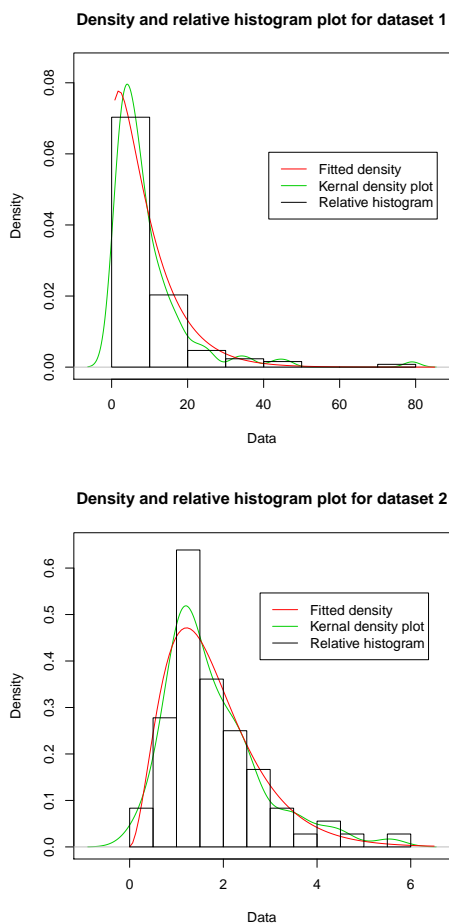 Density and relative histogram plot for dataset 1
0.08
0.06
0.04
0.02
0.00
Density
Fitted density
Kernal density plot
Relative histogram
0 20 40 60 80
Data
Density and relative histogram plot for dataset 2
0.6
0.5
0.4
0.3
0.2
0.1
0.0
Density
Fitted density
Kernal density plot
Relative histogram
0 2 4 6
Data